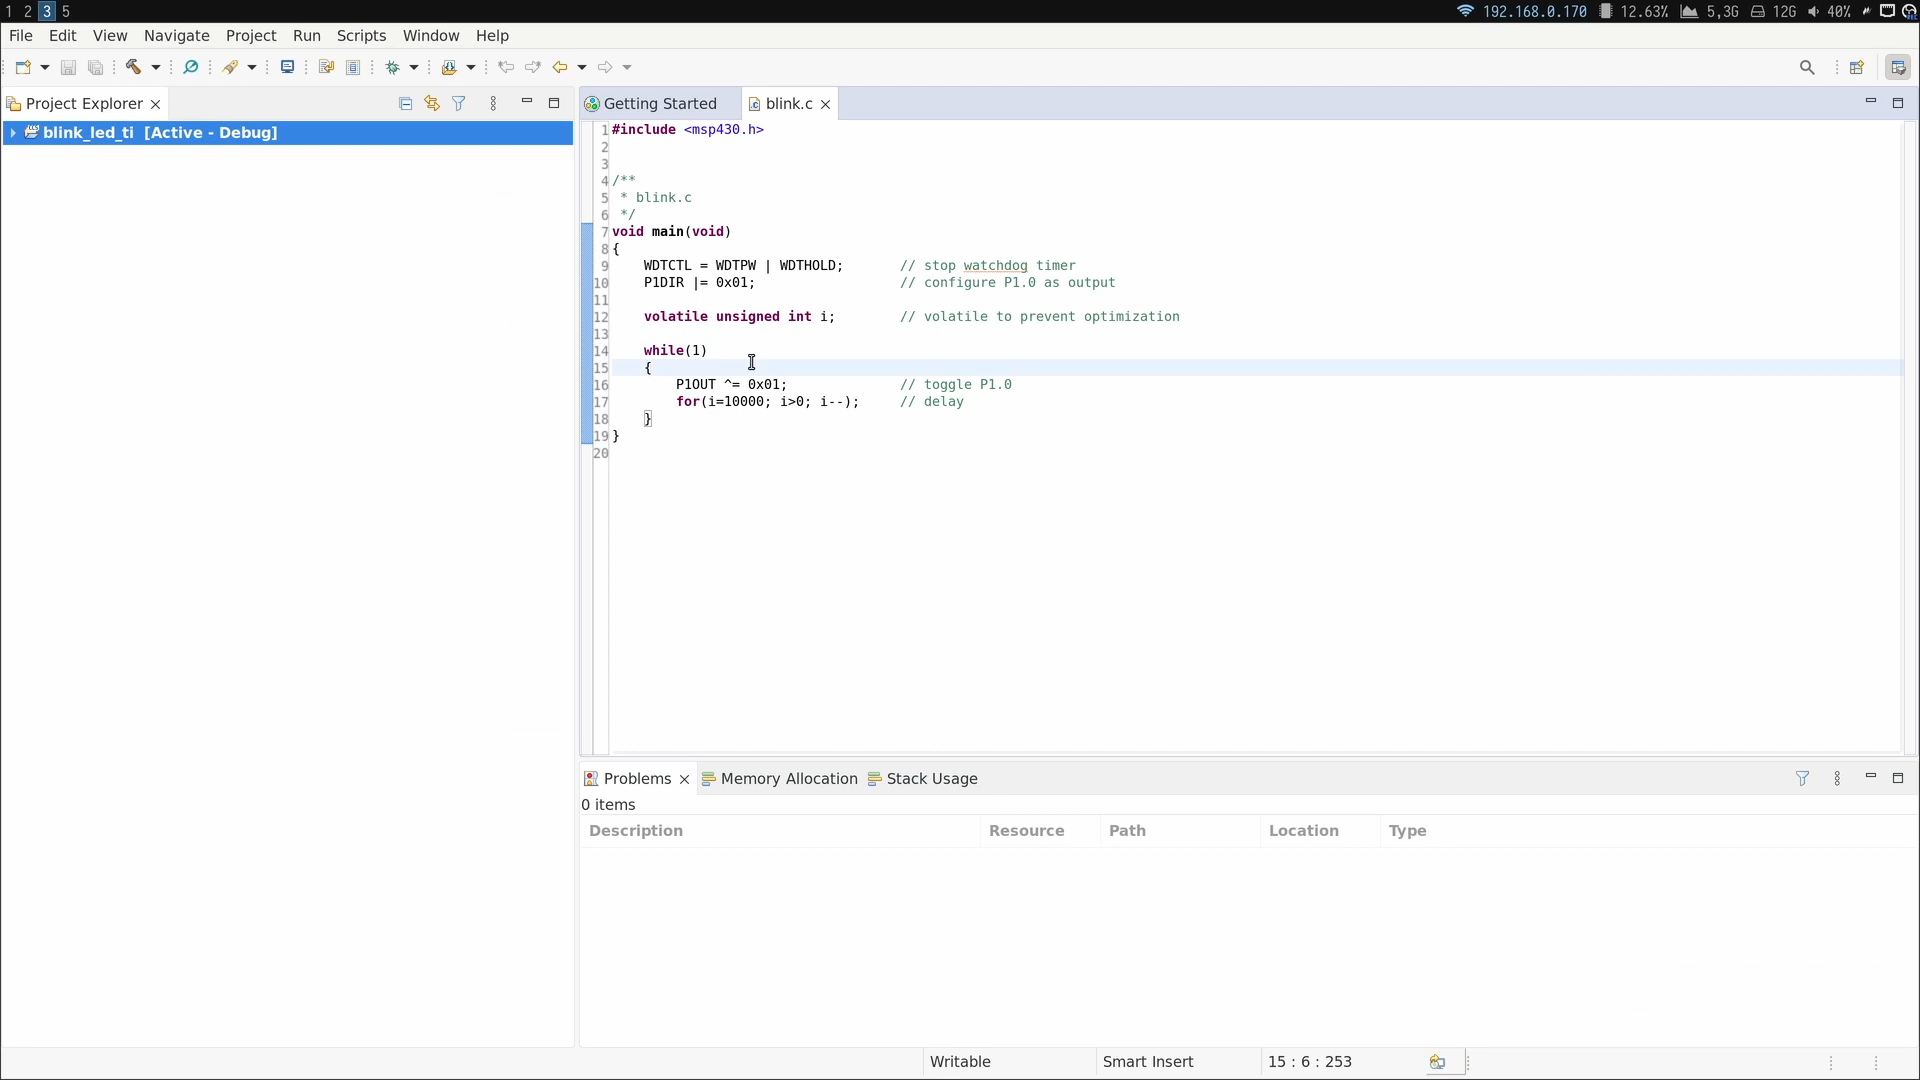 1 2 3 5 192.168.0.170 12.63% 5,3G 12G 40%
File Edit View Navigate Project Run Scripts Window Help
Project Explorer
blink_led_ti [Active - Debug]
Getting Started blink.c
1 #include <msp430.h>
2
3
4 /**
5  * blink.c
6  */
7 void main(void)
8 {
9     WDTCTL = WDTPW | WDTHOLD;       // stop watchdog timer
10     P1DIR |= 0x01;                  // configure P1.0 as output
11
12     volatile unsigned int i;        // volatile to prevent optimization
13
14     while(1)
15     {
16         P1OUT ^= 0x01;              // toggle P1.0
17         for(i=10000; i>0; i--);     // delay
18     }
19 }
20
Problems Memory Allocation Stack Usage
0 items
Description Resource Path Location Type
Writable Smart Insert 15 : 6 : 253